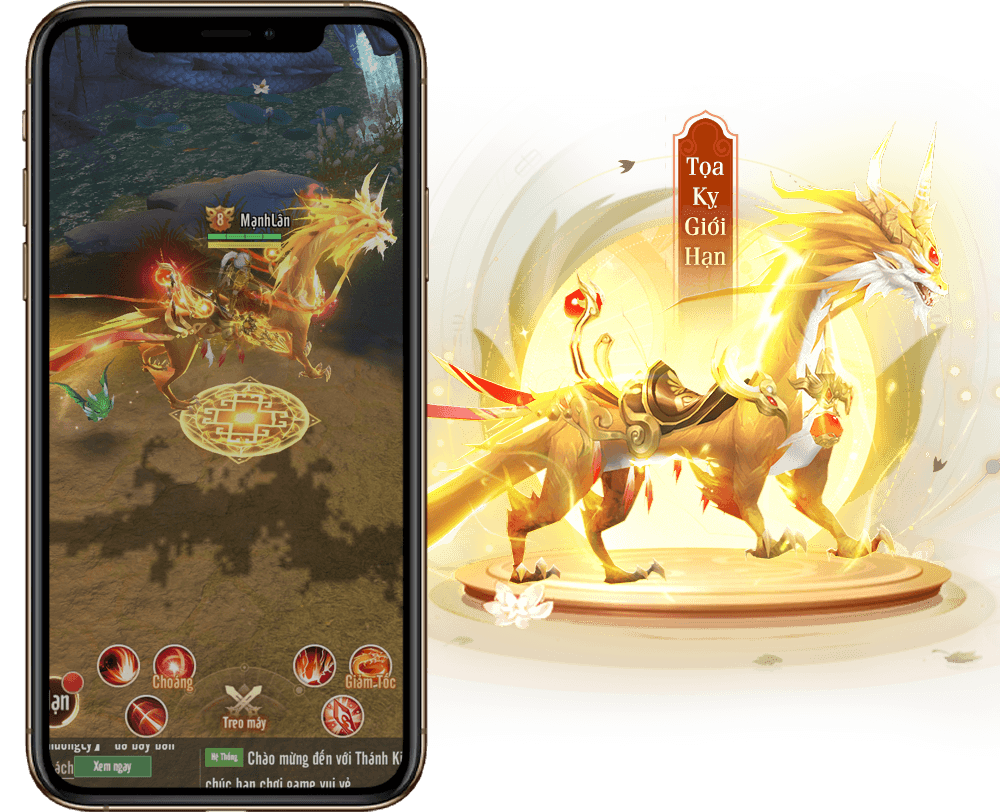 8 MạnhLân
Choáng
Giảm Tốc
Treo máy
Xem ngay
Hệ Thống Chào mừng đến với Thánh
chúc bạn chơi game vui vẻ
Tọa
Kỵ
Giới
Hạn